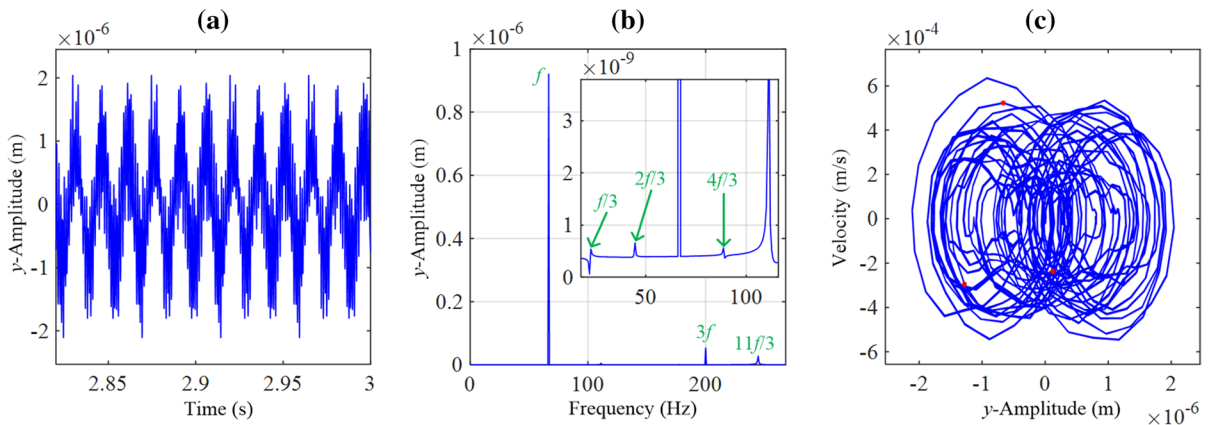 (a)
×10⁻⁶
2
1
0
-1
-2
y-Amplitude (m)
2.85 2.9 2.95 3
Time (s)
(b)
×10⁻⁶
1
0.8
0.6
0.4
0.2
0
y-Amplitude (m)
f
×10⁻⁹
3
2
1
0
f/3
2f/3
4f/3
50 100
3f
11f/3
0 100 200
Frequency (Hz)
(c)
×10⁻⁴
6
4
2
0
-2
-4
-6
Velocity (m/s)
-2 -1 0 1 2
y-Amplitude (m)
×10⁻⁶